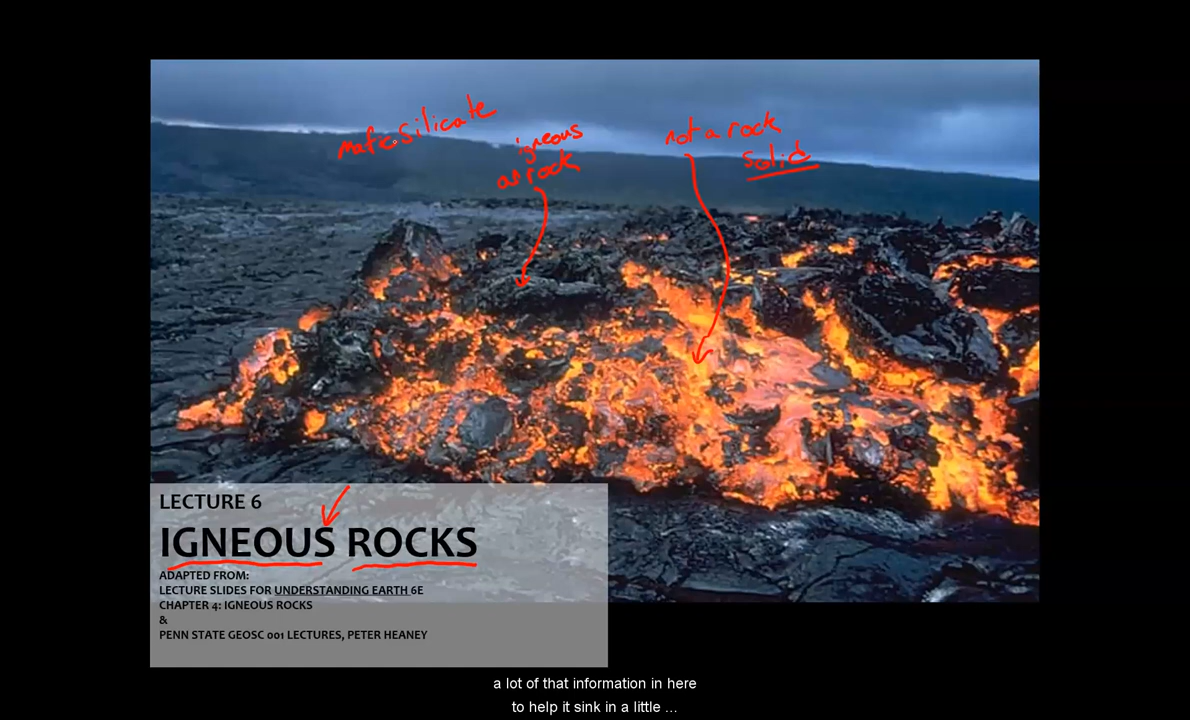 mafic silicate
igneous
a rock
not a rock
solid
LECTURE 6
IGNEOUS ROCKS
ADAPTED FROM:
LECTURE SLIDES FOR UNDERSTANDING EARTH 6E
CHAPTER 4: IGNEOUS ROCKS
&
PENN STATE GEOSC 001 LECTURES, PETER HEANEY
a lot of that information in here
to help it sink in a little ...